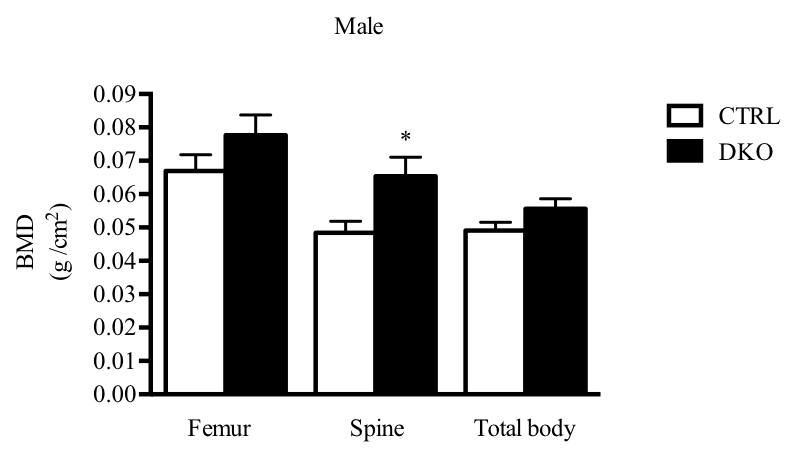 Male
BMD
(g /cm²)
0.09
0.08
0.07
0.06
0.05
0.04
0.03
0.02
0.01
0.00
*
Femur
Spine
Total body
CTRL
DKO